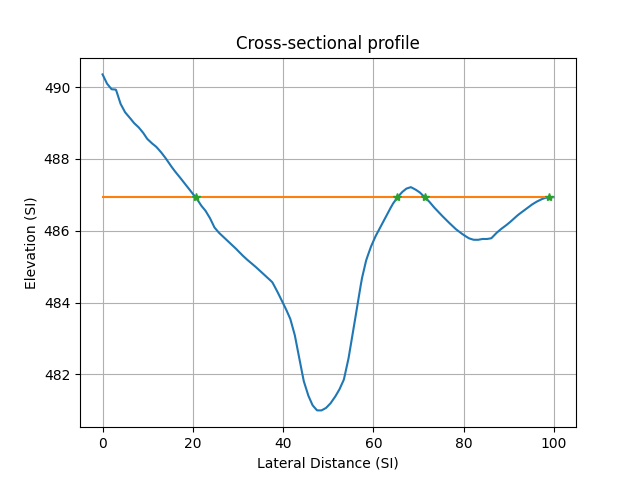 Cross-sectional profile
Elevation (SI)
490
488
486
484
482
0 20 40 60 80 100
Lateral Distance (SI)